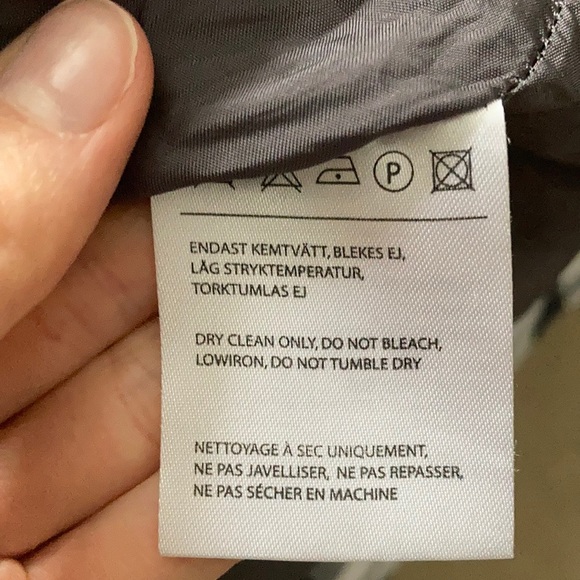 P
ENDAST KEMTVÄTT, BLEKES EJ,
LÅG STRYKTEMPERATUR,
TORKTUMLAS EJ
DRY CLEAN ONLY, DO NOT BLEACH,
LOWIRON, DO NOT TUMBLE DRY
NETTOYAGE À SEC UNIQUEMENT,
NE PAS JAVELLISER, NE PAS REPASSER,
NE PAS SÉCHER EN MACHINE